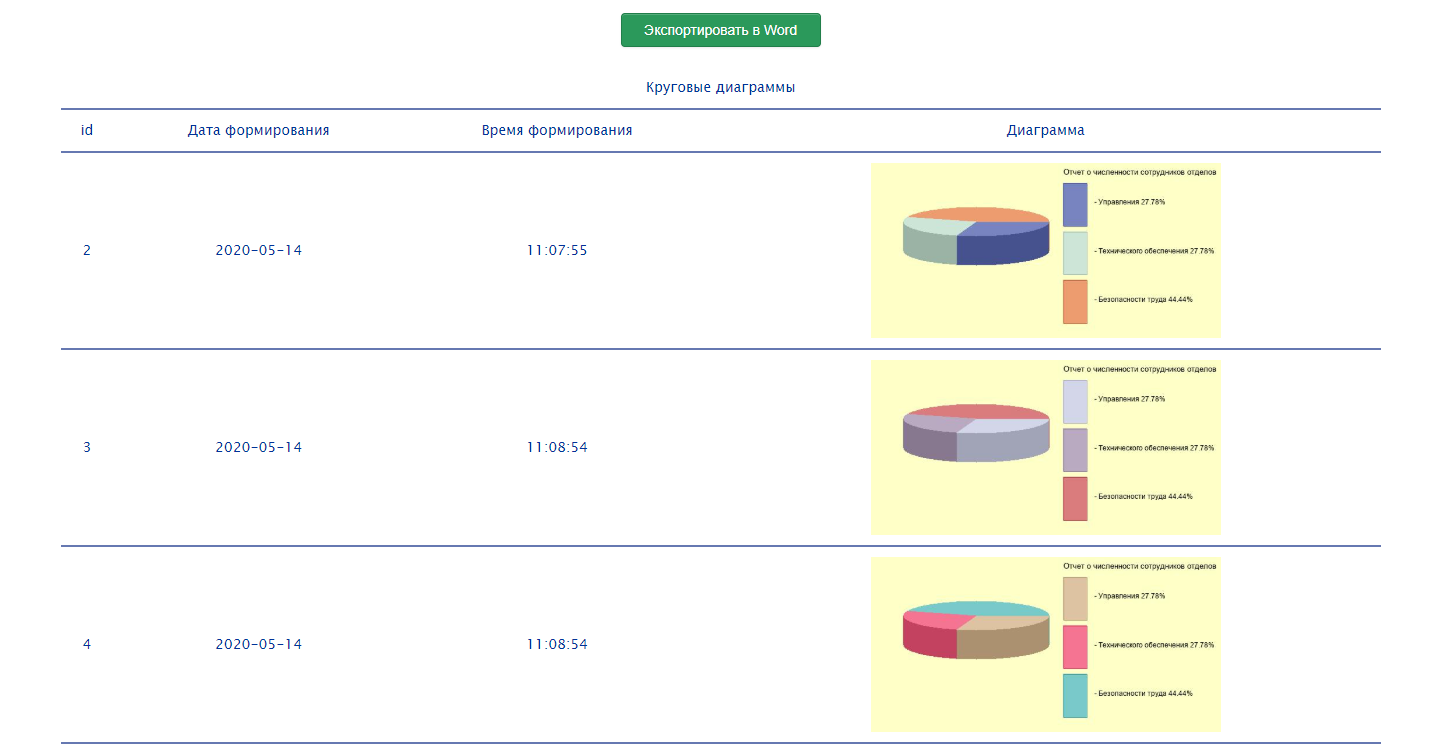 Экспортировать в Word
Круговые диаграммы
id Дата формирования Время формирования Диаграмма
Отчет о численности сотрудников отделов
- Управления 27.78%
2 2020-05-14 11:07:55 - Технического обеспечения 27.78%
- Безопасности труда 44.44%
Отчет о численности сотрудников отделов
- Управления 27.78%
3 2020-05-14 11:08:54 - Технического обеспечения 27.78%
- Безопасности труда 44.44%
Отчет о численности сотрудников отделов
- Управления 27.78%
4 2020-05-14 11:08:54 - Технического обеспечения 27.78%
- Безопасности труда 44.44%